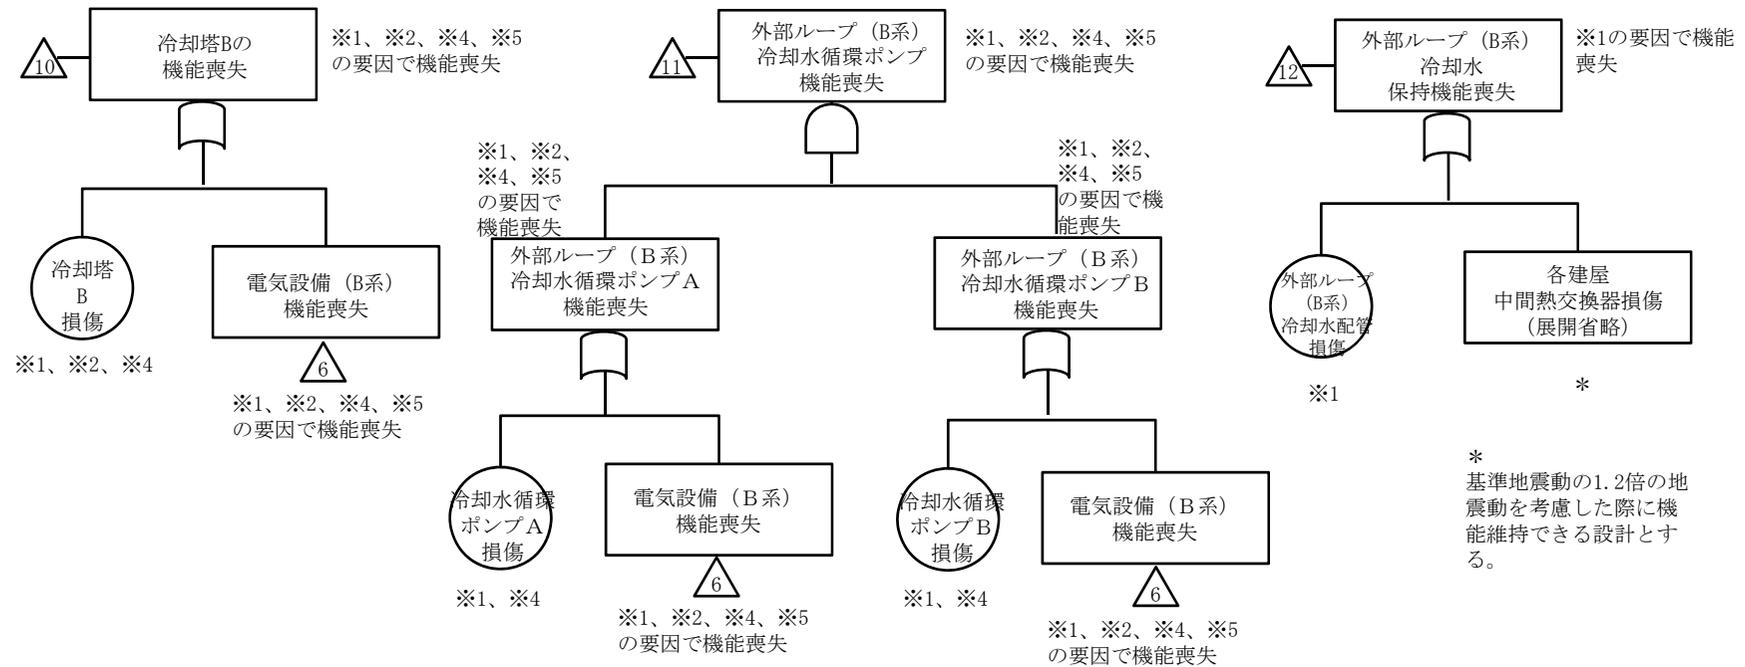 10
冷却塔Bの
機能喪失
※1、※2、※4、※5
の要因で機能喪失
冷却塔
B
損傷
※1、※2、※4
電気設備（B系）
機能喪失
6
※1、※2、※4、※5
の要因で機能喪失
11
外部ループ（B系）
冷却水循環ポンプ
機能喪失
※1、※2、※4、※5
の要因で機能喪失
※1、※2、
※4、※5
の要因で
機能喪失
外部ループ（Ｂ系）
冷却水循環ポンプＡ
機能喪失
冷却水循環
ポンプＡ
損傷
※1、※4
電気設備（Ｂ系）
機能喪失
6
※1、※2、※4、※5
の要因で機能喪失
※1、※2、
※4、※5
の要因で機
能喪失
外部ループ（Ｂ系）
冷却水循環ポンプＢ
機能喪失
冷却水循環
ポンプＢ
損傷
※1、※4
電気設備（Ｂ系）
機能喪失
6
※1、※2、※4、※5
の要因で機能喪失
12
外部ループ（B系）
冷却水
保持機能喪失
※1の要因で機能
喪失
外部ループ
（B系）
冷却水配管
損傷
※1
各建屋
中間熱交換器損傷
（展開省略）
＊
＊
基準地震動の1.2倍の地
震動を考慮した際に機
能維持できる設計とす
る。